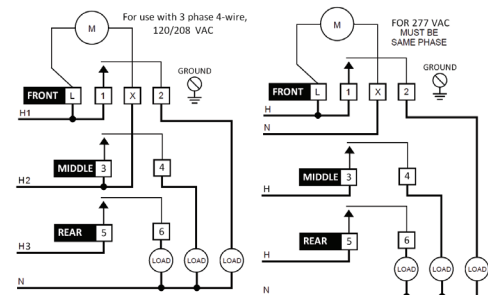 For use with 3 phase 4-wire,
120/208 VAC
M
GROUND
FRONT L 1 X 2
H1
MIDDLE 3 4
H2
REAR 5 6
H3
LOAD LOAD LOAD
N
FOR 277 VAC
MUST BE
SAME PHASE
M
GROUND
FRONT L 1 X 2
H
N
MIDDLE 3 4
H
REAR 5 6
H
LOAD LOAD LOAD
N